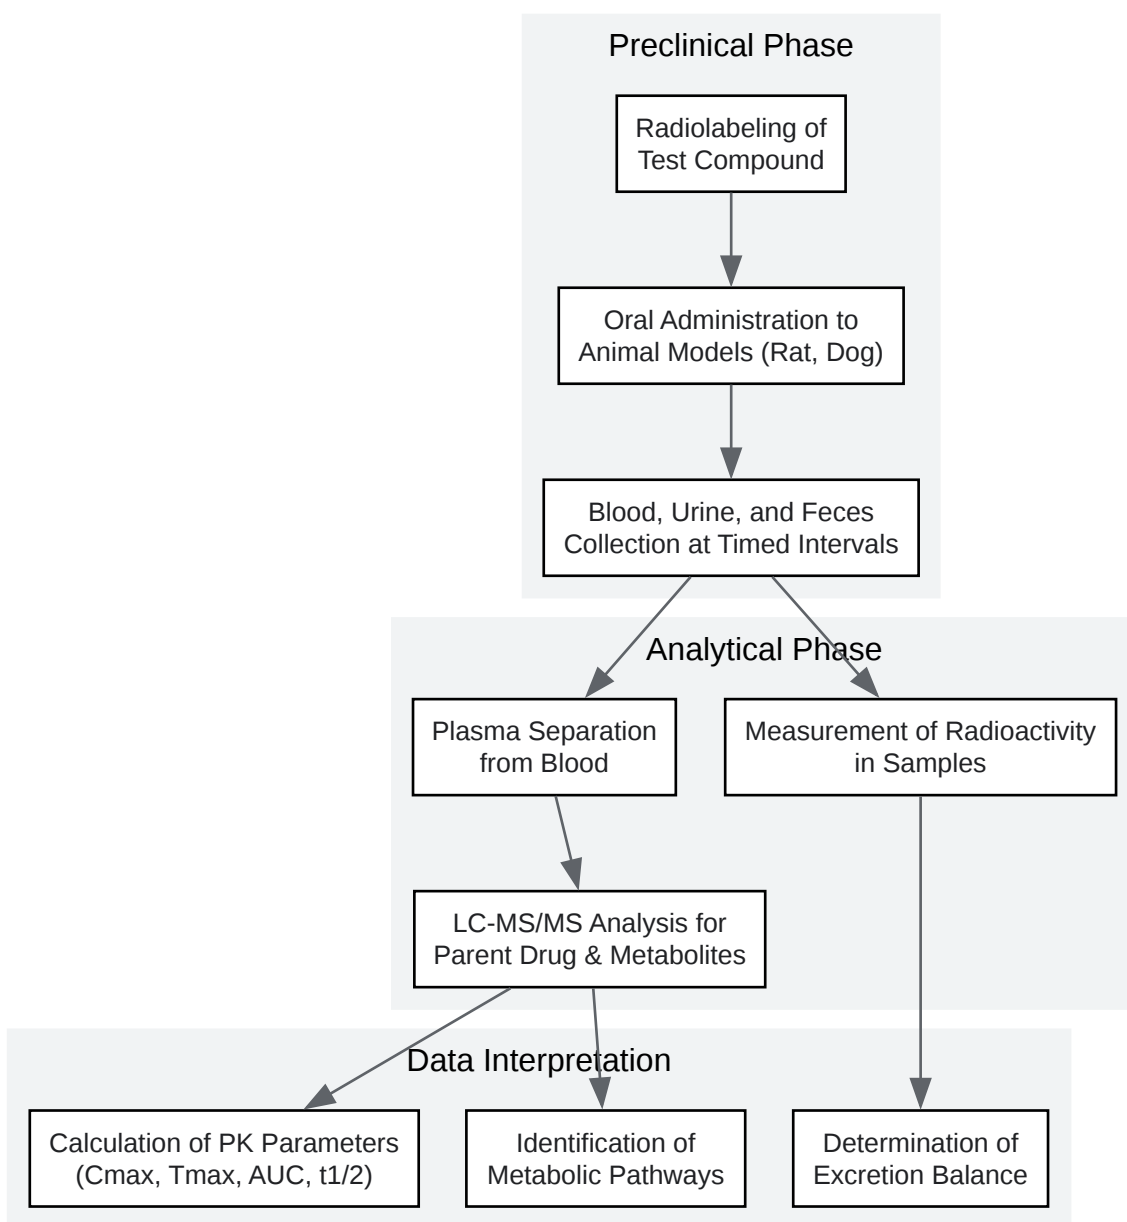 Preclinical Phase
Radiolabeling of
Test Compound
Oral Administration to
Animal Models (Rat, Dog)
Blood, Urine, and Feces
Collection at Timed Intervals
Analytical Phase
Plasma Separation
from Blood
Measurement of Radioactivity
in Samples
LC-MS/MS Analysis for
Parent Drug & Metabolites
Data Interpretation
Calculation of PK Parameters
(Cmax, Tmax, AUC, t1/2)
Identification of
Metabolic Pathways
Determination of
Excretion Balance